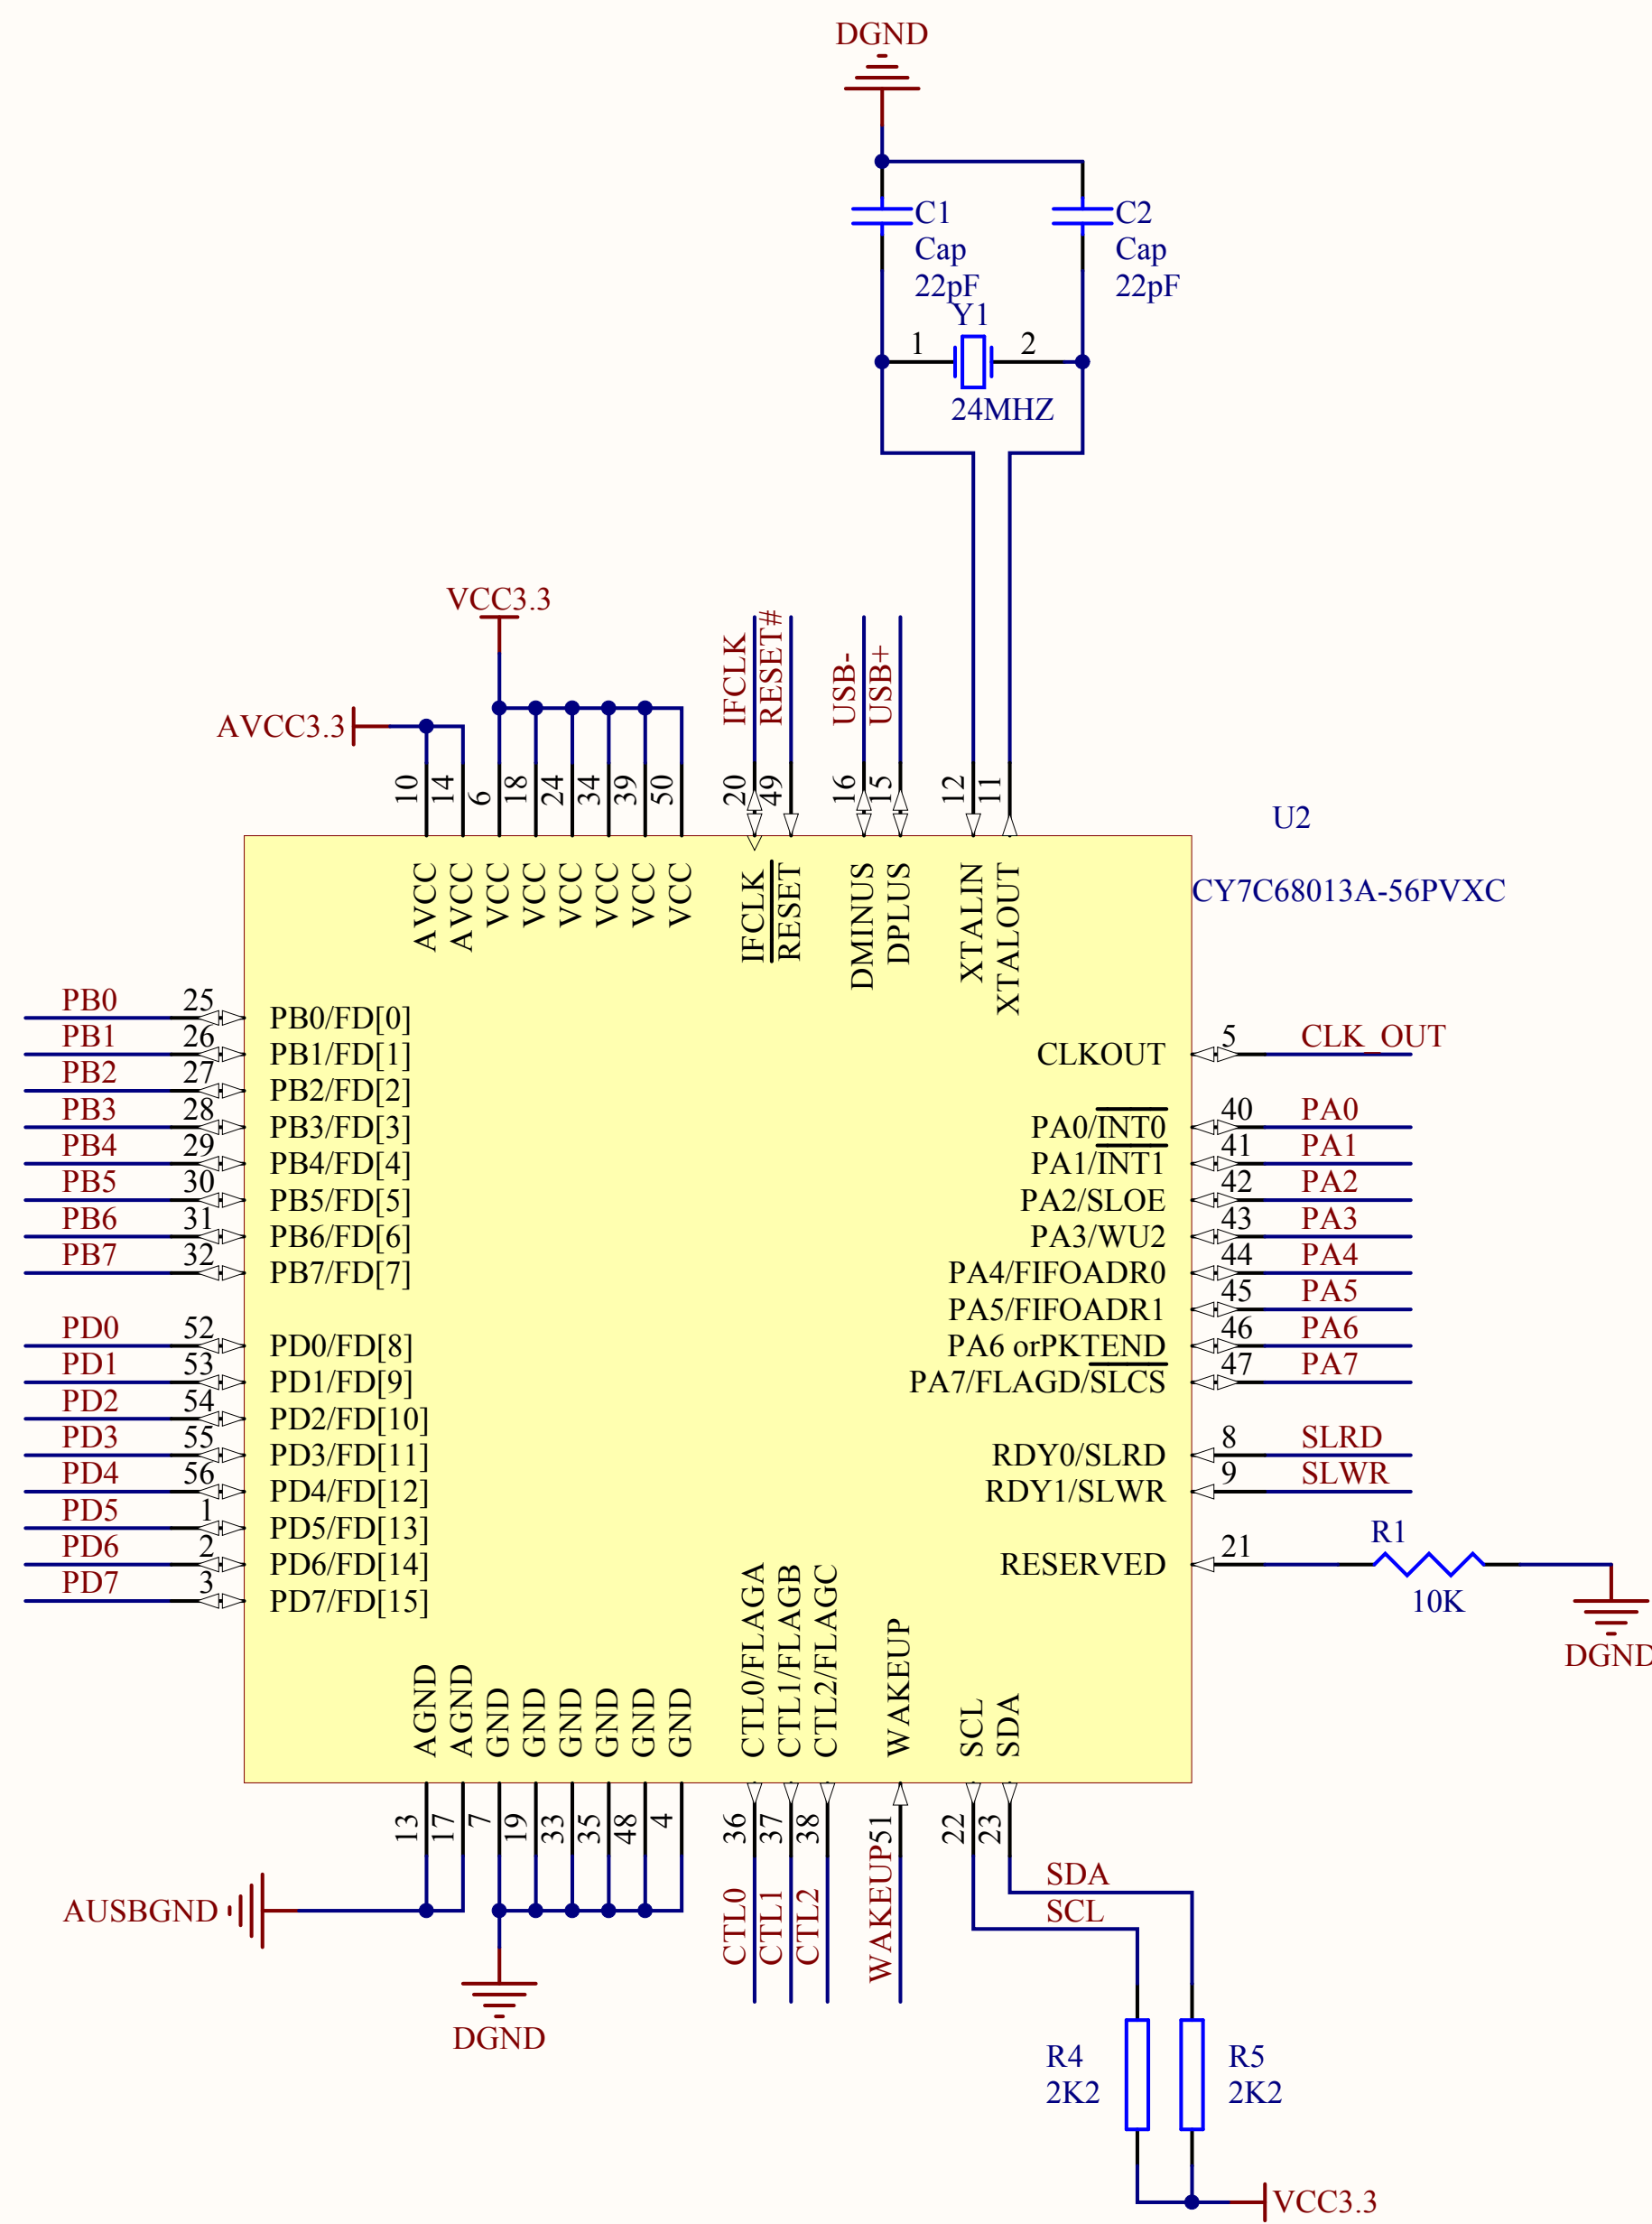 DGND
C1
Cap
22pF
C2
Cap
22pF
Y1
1
2
24MHZ
VCC3.3
AVCC3.3
IFCLK
RESET#
USB-
USB+
10
14
6
18
24
34
39
50
20
49
16
15
12
11
U2
CY7C68013A-56PVXC
AVCC
AVCC
VCC
VCC
VCC
VCC
VCC
VCC
IFCLK
RESET
DMINUS
DPLUS
XTALIN
XTALOUT
PB0 25 PB0/FD[0]
PB1 26 PB1/FD[1]
PB2 27 PB2/FD[2]
PB3 28 PB3/FD[3]
PB4 29 PB4/FD[4]
PB5 30 PB5/FD[5]
PB6 31 PB6/FD[6]
PB7 32 PB7/FD[7]
PD0 52 PD0/FD[8]
PD1 53 PD1/FD[9]
PD2 54 PD2/FD[10]
PD3 55 PD3/FD[11]
PD4 56 PD4/FD[12]
PD5 1 PD5/FD[13]
PD6 2 PD6/FD[14]
PD7 3 PD7/FD[15]
CLKOUT 5 CLK_OUT
PA0/INT0 40 PA0
PA1/INT1 41 PA1
PA2/SLOE 42 PA2
PA3/WU2 43 PA3
PA4/FIFOADR0 44 PA4
PA5/FIFOADR1 45 PA5
PA6 orPKTEND 46 PA6
PA7/FLAGD/SLCS 47 PA7
RDY0/SLRD 8 SLRD
RDY1/SLWR 9 SLWR
RESERVED 21
R1
10K
DGND
AGND
AGND
GND
GND
GND
GND
GND
GND
CTL0/FLAGA
CTL1/FLAGB
CTL2/FLAGC
WAKEUP
SCL
SDA
13
17
7
19
33
35
48
4
36
37
38
51
22
23
AUSBGND
DGND
CTL0
CTL1
CTL2
WAKEUP
SDA
SCL
R4
2K2
R5
2K2
VCC3.3